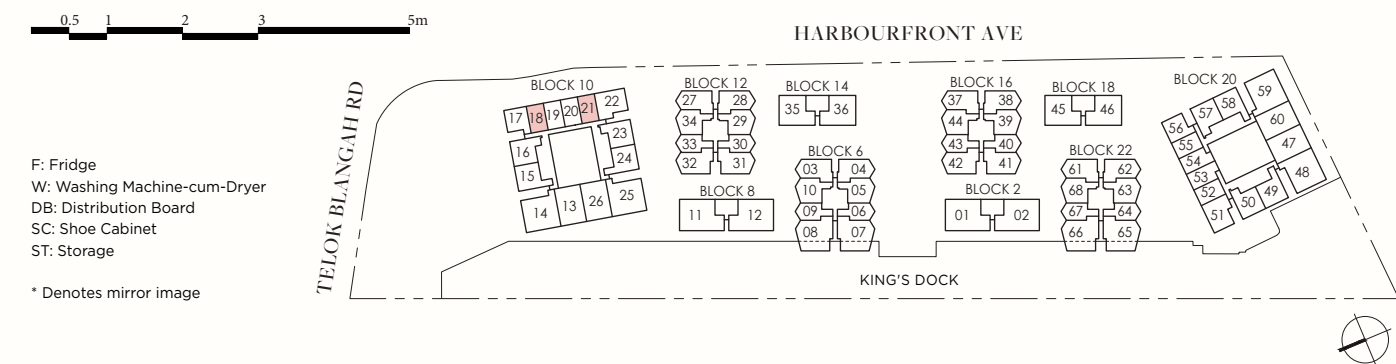 0.5 1 2 3 5m
HARBOURFRONT AVE
TELOK BLANGAH RD
F: Fridge
W: Washing Machine-cum-Dryer
DB: Distribution Board
SC: Shoe Cabinet
ST: Storage
* Denotes mirror image
BLOCK 10
17 18 19 20 21 22
16 23
15 24
14 13 26 25
BLOCK 12
27 28
34 29
33 30
32 31
BLOCK 14
35 36
BLOCK 8
11 12
BLOCK 6
03 04
10 05
09 06
08 07
BLOCK 16
37 38
44 39
43 40
42 41
BLOCK 18
45 46
BLOCK 2
01 02
BLOCK 22
61 62
68 63
67 64
66 65
BLOCK 20
56 57 58 59
55 60
54 47
53 48
52 49
51 50
KING'S DOCK